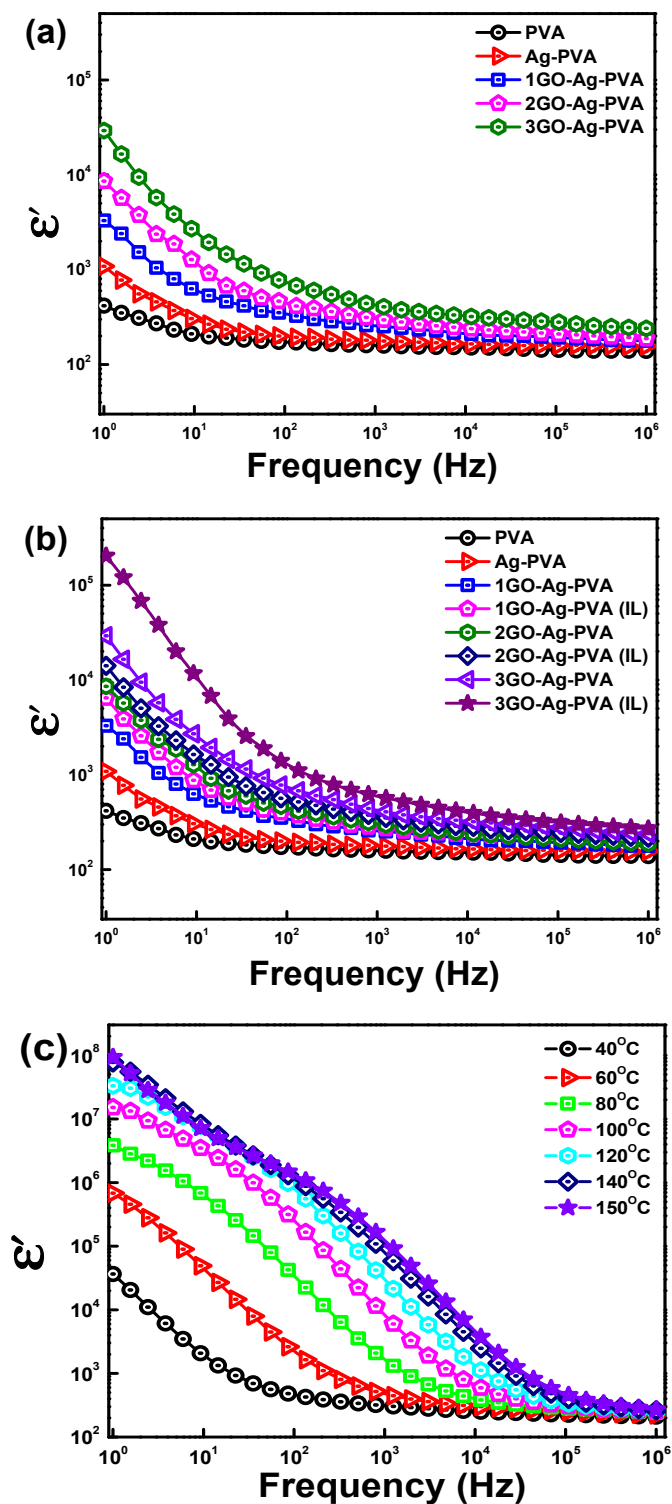 (a)
PVA
Ag-PVA
1GO-Ag-PVA
2GO-Ag-PVA
3GO-Ag-PVA
10⁵
10⁴
10³
10²
ε′
10⁰ 10¹ 10² 10³ 10⁴ 10⁵ 10⁶
Frequency (Hz)
(b)
PVA
Ag-PVA
1GO-Ag-PVA
1GO-Ag-PVA (IL)
2GO-Ag-PVA
2GO-Ag-PVA (IL)
3GO-Ag-PVA
3GO-Ag-PVA (IL)
10⁵
10⁴
10³
10²
ε′
10⁰ 10¹ 10² 10³ 10⁴ 10⁵ 10⁶
Frequency (Hz)
(c)
40°C
60°C
80°C
100°C
120°C
140°C
150°C
10⁸
10⁷
10⁶
10⁵
10⁴
10³
10²
ε′
10⁰ 10¹ 10² 10³ 10⁴ 10⁵ 10⁶
Frequency (Hz)